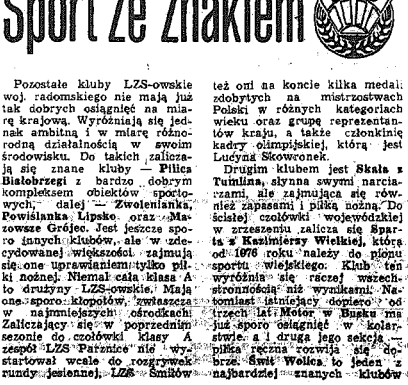 Sport ze znakiem
Pozostałe kluby LZS-owskie
woj. radomskiego nie mają już
tak dobrych osiągnięć na mia-
rę krajową. Wyróżniają się jed-
nak ambitną i w miarę różno-
rodną działalnością w swoim
środowisku. Do takich zalicza-
ją się znane kluby — Pilica
Białobrzegi z bardzo dobrym
kompleksem obiektów sporto-
wych, dalej — Zwolenianka,
Powiślanka Lipsko oraz Ma-
zowsze Grójec. Jest jeszcze spo-
ro innych klubów, ale w zde-
cydowanej większości zajmują
się one uprawianiem tylko pił-
ki nożnej. Niemal cała klasa A
to drużyny LZS-owskie. Mają
one sporo kłopotów, zwłaszcza
w najmniejszych ośrodkach.
Zaliczający się w poprzednim
sezonie do czołówki klasy A
zespół LZS Parznice nie wy-
startował wcale do rozgrywek
rundy jesiennej, LZS Smiłów
też oni na koncie kilka medali
zdobytych na mistrzostwach
Polski w różnych kategoriach
wieku oraz grupę reprezentan-
tów kraju, a także członkinię
kadry olimpijskiej, którą jest
Lucyna Skowronek.
Drugim klubem jest Skała z
Tumlina, słynna swymi narcia-
rzami, ale zajmująca się rów-
nież zapasami i piłką nożną. Do
ścisłej czołówki wojewódzkiej
w zrzeszeniu zalicza się Spar-
ta z Kazimierzy Wielkiej, która
od 1976 roku należy do pionu
sportu wiejskiego. Klub ten
wyróżnia się raczej wszech-
stronnością niż wynikami. Na-
tomiast istniejący dopiero od
trzech lat Motor w Busku ma
już sporo osiągnięć w kolar-
stwie, a i druga jego sekcja —
piłka ręczna rozwija się do-
brze. Świt Wolica to jeden z
najbardziej znanych klubów